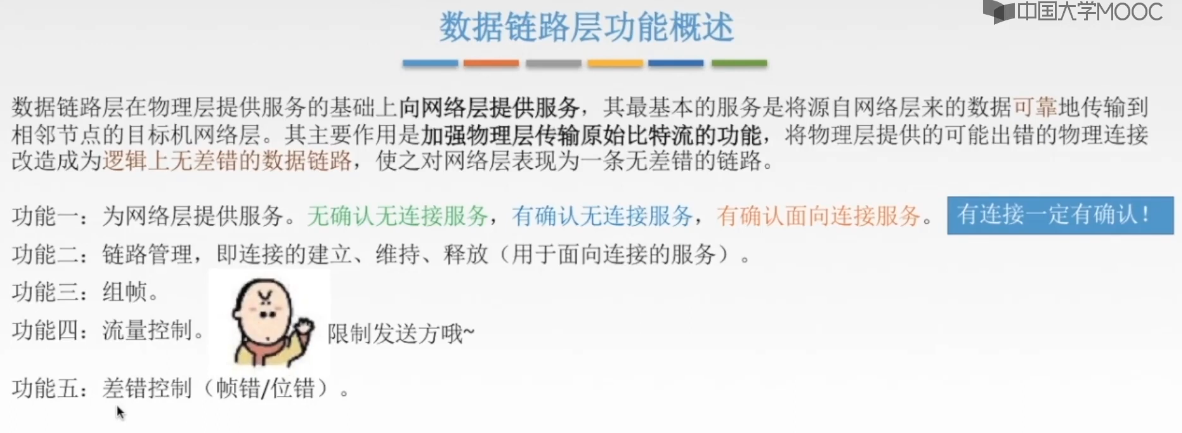 中国大学MOOC
数据链路层功能概述
数据链路层在物理层提供服务的基础上向网络层提供服务，其最基本的服务是将源自网络层来的数据可靠地传输到
相邻节点的目标机网络层。其主要作用是加强物理层传输原始比特流的功能，将物理层提供的可能出错的物理连接
改造成为逻辑上无差错的数据链路，使之对网络层表现为一条无差错的链路。
功能一：为网络层提供服务。无确认无连接服务，有确认无连接服务，有确认面向连接服务。 有连接一定有确认！
功能二：链路管理，即连接的建立、维持、释放（用于面向连接的服务）。
功能三：组帧。
功能四：流量控制。 限制发送方哦~
功能五：差错控制（帧错/位错）。